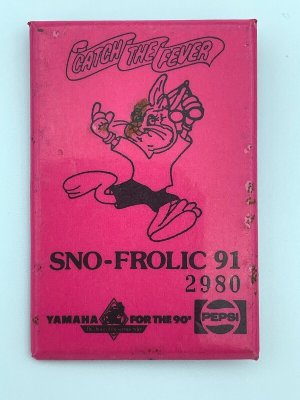 CATCH THE FEVER
SNO-FROLIC 91
2980
YAMAHA FOR THE 90'
PEPSI